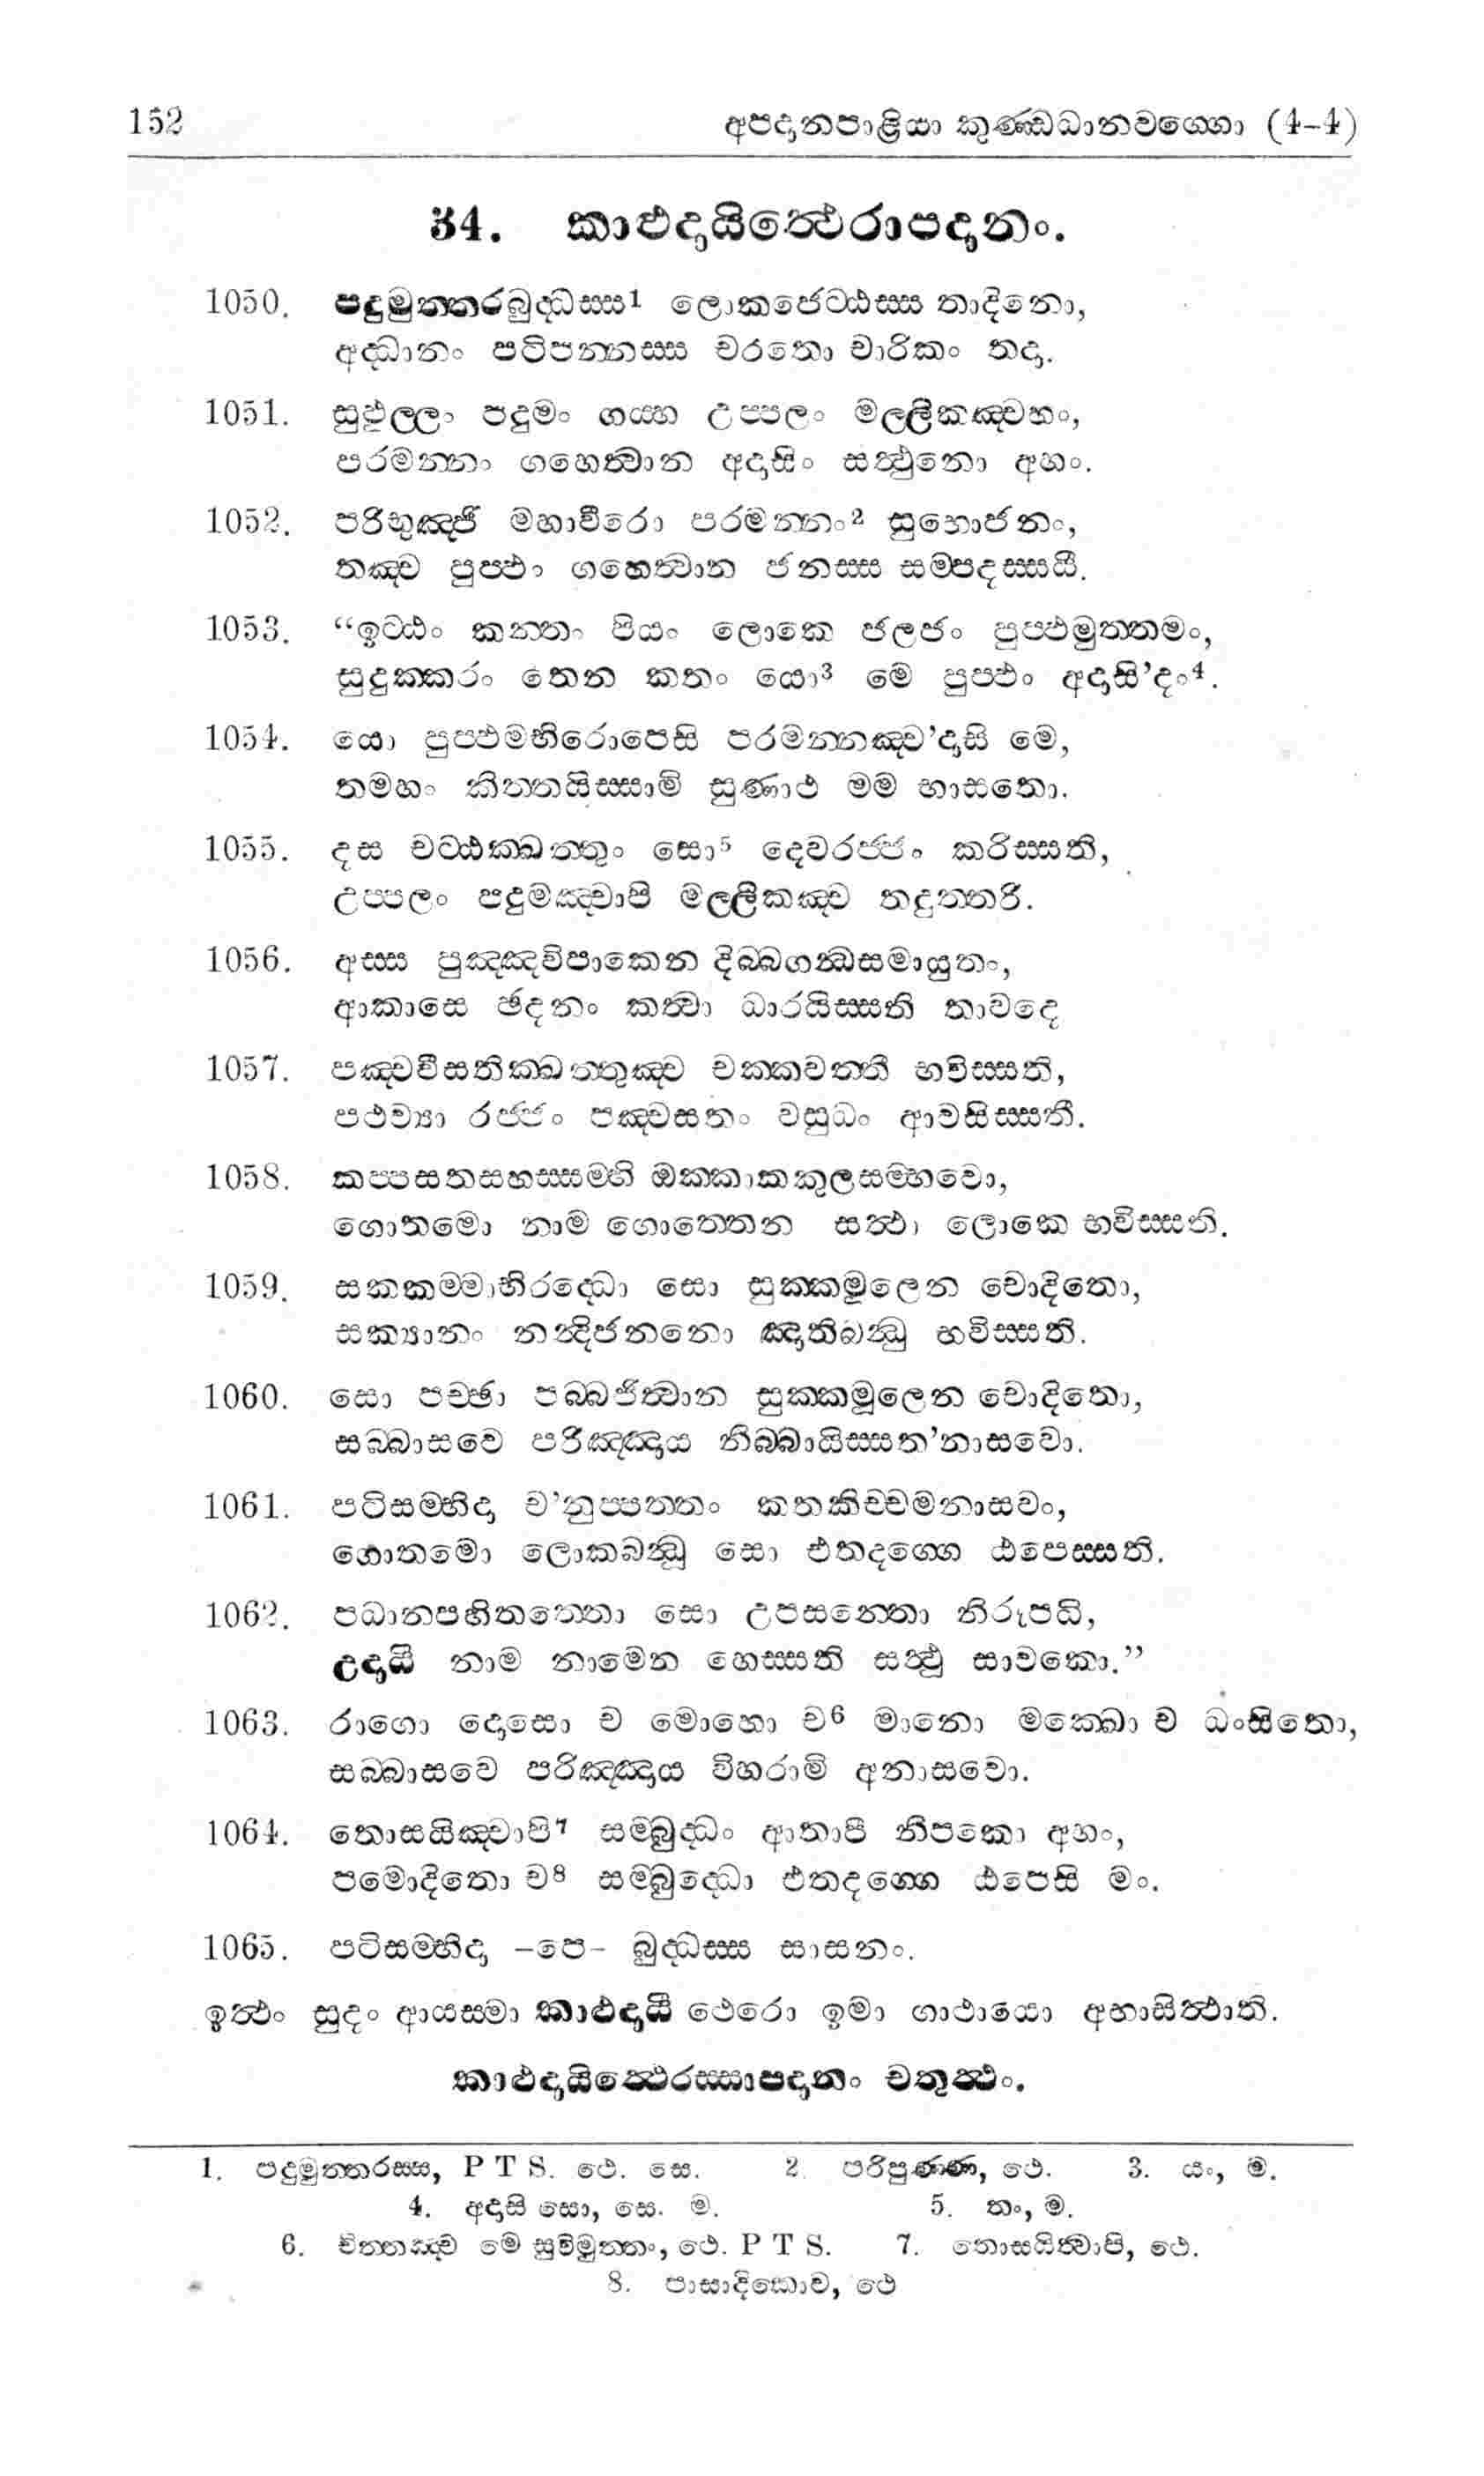 152 අපදානපාළියා කුණ්ඩධානවග්ගො (4-4)
34. කාළුදායිත්ථෙරාපදානං.
1050. පදුමුත්තරබුද්ධස්ස1 ලොකජෙට්ඨස්ස තාදිනො,
අද්ධානං පටිපන්නස්ස චරතො චාරිකං තදා.
1051. සුඵුල්ලං පදුමං ගය්හ උප්පලං මල්ලිකඤ්චහං,
පරමන්නං ගහෙත්වාන අදාසිං සත්ථුනො අහං.
1052. පරිභුඤ්ජි මහාවීරො පරමන්නං2 සුභොජනං,
තඤ්ච පුප්ඵං ගහෙත්වාන ජනස්ස සම්පදස්සයී.
1053. “ඉට්ඨං කන්තං පියං ලොකෙ ජලජං පුප්ඵමුත්තමං,
සුදුක්කරං තෙන කතං යො3 මෙ පුප්ඵං අදාසි’දං4.
1054. යො පුප්ඵමභිරොපෙසි පරමන්නඤ්ච’දාසි මෙ,
තමහං කිත්තයිස්සාමි සුණාථ මම භාසතො.
1055. දස චට්ඨක්ඛත්තුං සො5 දෙවරජ්ජං කරිස්සති,
උප්පලං පදුමඤ්චාපි මල්ලිකඤ්ච තදුත්තරි.
1056. අස්ස පුඤ්ඤවිපාකෙන දිබ්බගන්ධසමායුතං,
ආකාසෙ ඡදනං කත්වා ධාරයිස්සති තාවදෙ
1057. පඤ්චවීසතික්ඛත්තුඤ්ච චක්කවත්තී භවිස්සති,
පථව්‍යා රජ්ජං පඤ්චසතං වසුධං ආවසිස්සතී.
1058. කප්පසතසහස්සම්හි ඔක්කාකකුලසම්භවො,
ගොතමො නාම ගොත්තෙන සත්ථා ලොකෙ භවිස්සති.
1059. සකකම්මාභිරද්ධො සො සුක්කමූලෙන චොදිතො,
සක්‍යානං නන්දිජනනො ඤාතිබන්ධු භවිස්සති.
1060. සො පච්ඡා පබ්බජිත්වාන සුක්කමූලෙන චොදිතො,
සබ්බාසවෙ පරිඤ්ඤාය නිබ්බායිස්සත’නාසවො.
1061. පටිසම්භිදා ච’නුප්පත්තං කතකිච්චමනාසවං,
ගොතමො ලොකබන්ධු සො එතදග්ගෙ ඨපෙස්සති.
1062. පධානපහිතත්තො සො උපසන්තො නිරූපධි,
උදායී නාම නාමෙන හෙස්සති සත්ථු සාවකො.”
1063. රාගො දොසො ච මොහො ච6 මානො මක්ඛො ච ධංසිතො,
සබ්බාසවෙ පරිඤ්ඤාය විහරාමි අනාසවො.
1064. තොසයිඤ්චාපි7 සම්බුද්ධං ආතාපී නිපකො අහං,
පමොදිතො ච8 සම්බුද්ධො එතදග්ගෙ ඨපෙසි මං.
1065. පටිසම්භිදා –පෙ– බුද්ධස්ස සාසනං.
ඉත්ථං සුදං ආයස්මා කාළුදායී ථෙරො ඉමා ගාථායො අභාසිත්ථාති.
කාළුදායිත්ථෙරස්සාපදානං චතුත්ථං.
1. පදුමුත්තරස්ස, P T S. ථෙ. සෙ. 2. පරිපුණ්ණ, ථෙ. 3. යං, ම.
4. අදාසි සො, සෙ. ම. 5. තං, ම.
6. චිත්තඤ්ච මෙ සුවිමුත්තං, ථෙ. P T S. 7. තොසයිත්වාපි, ථෙ.
8. පාසාදිකොව, ථෙ